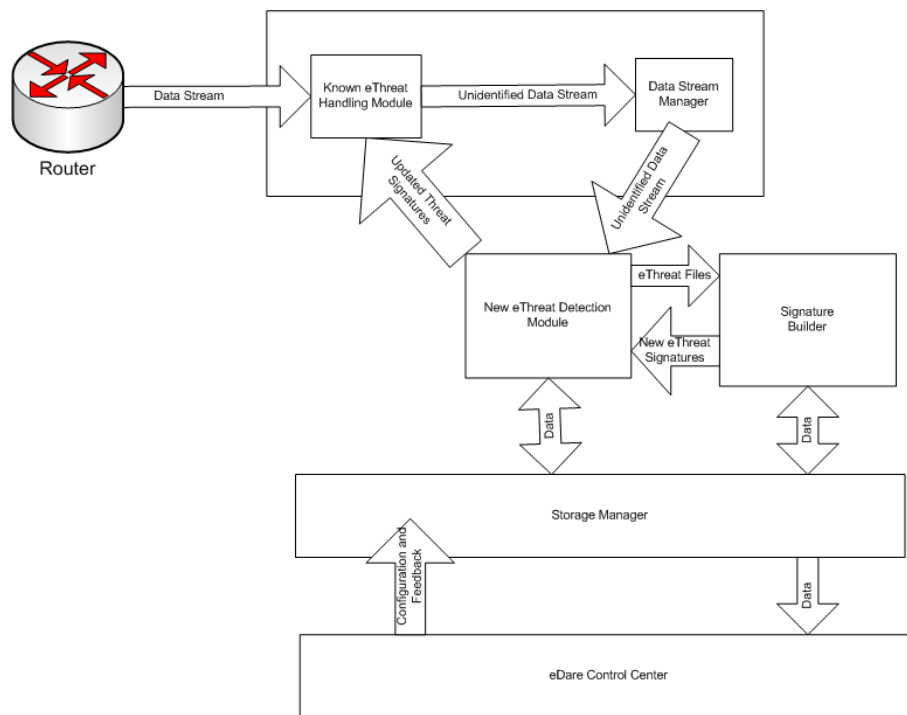 Router
Data Stream
Known eThreat
Handling Module
Unidentified Data Stream
Data Stream
Manager
Updated Threat
Signatures
Unidentified Data
Stream
New eThreat Detection
Module
eThreat Files
New eThreat
Signatures
Signature
Builder
Data
Data
Storage Manager
Configuration and
Feedback
Data
eDare Control Center